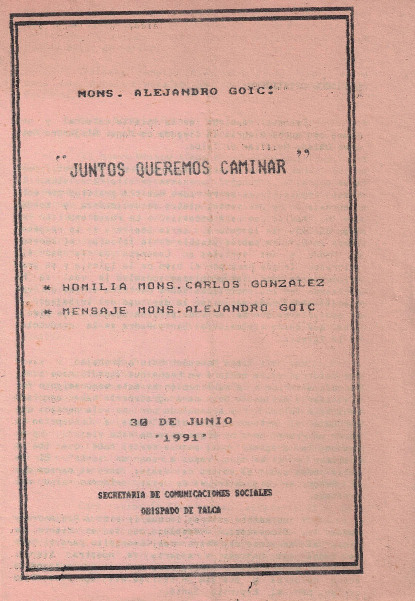 MONS. ALEJANDRO GOIC:
"JUNTOS QUEREMOS CAMINAR"
* HOMILIA MONS.CARLOS GONZALEZ
* MENSAJE MONS.ALEJANDRO GOIC
30 DE JUNIO
'1991'
SECRETARIA DE COMUNICACIONES SOCIALES
OBISPADO DE TALCA